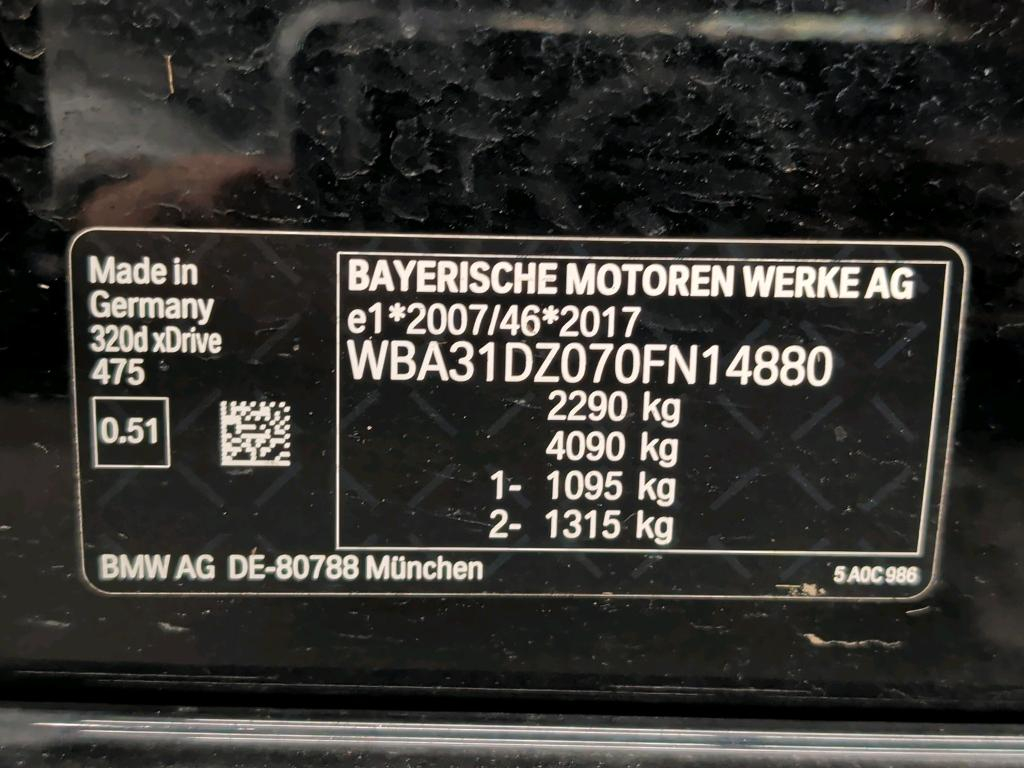 Made in
Germany
320d xDrive
475
0.51
BAYERISCHE MOTOREN WERKE AG
e1*2007/46*2017
WBA31DZ070FN14880
2290 kg
4090 kg
1- 1095 kg
2- 1315 kg
BMW AG DE-80788 München
5 A0C 986